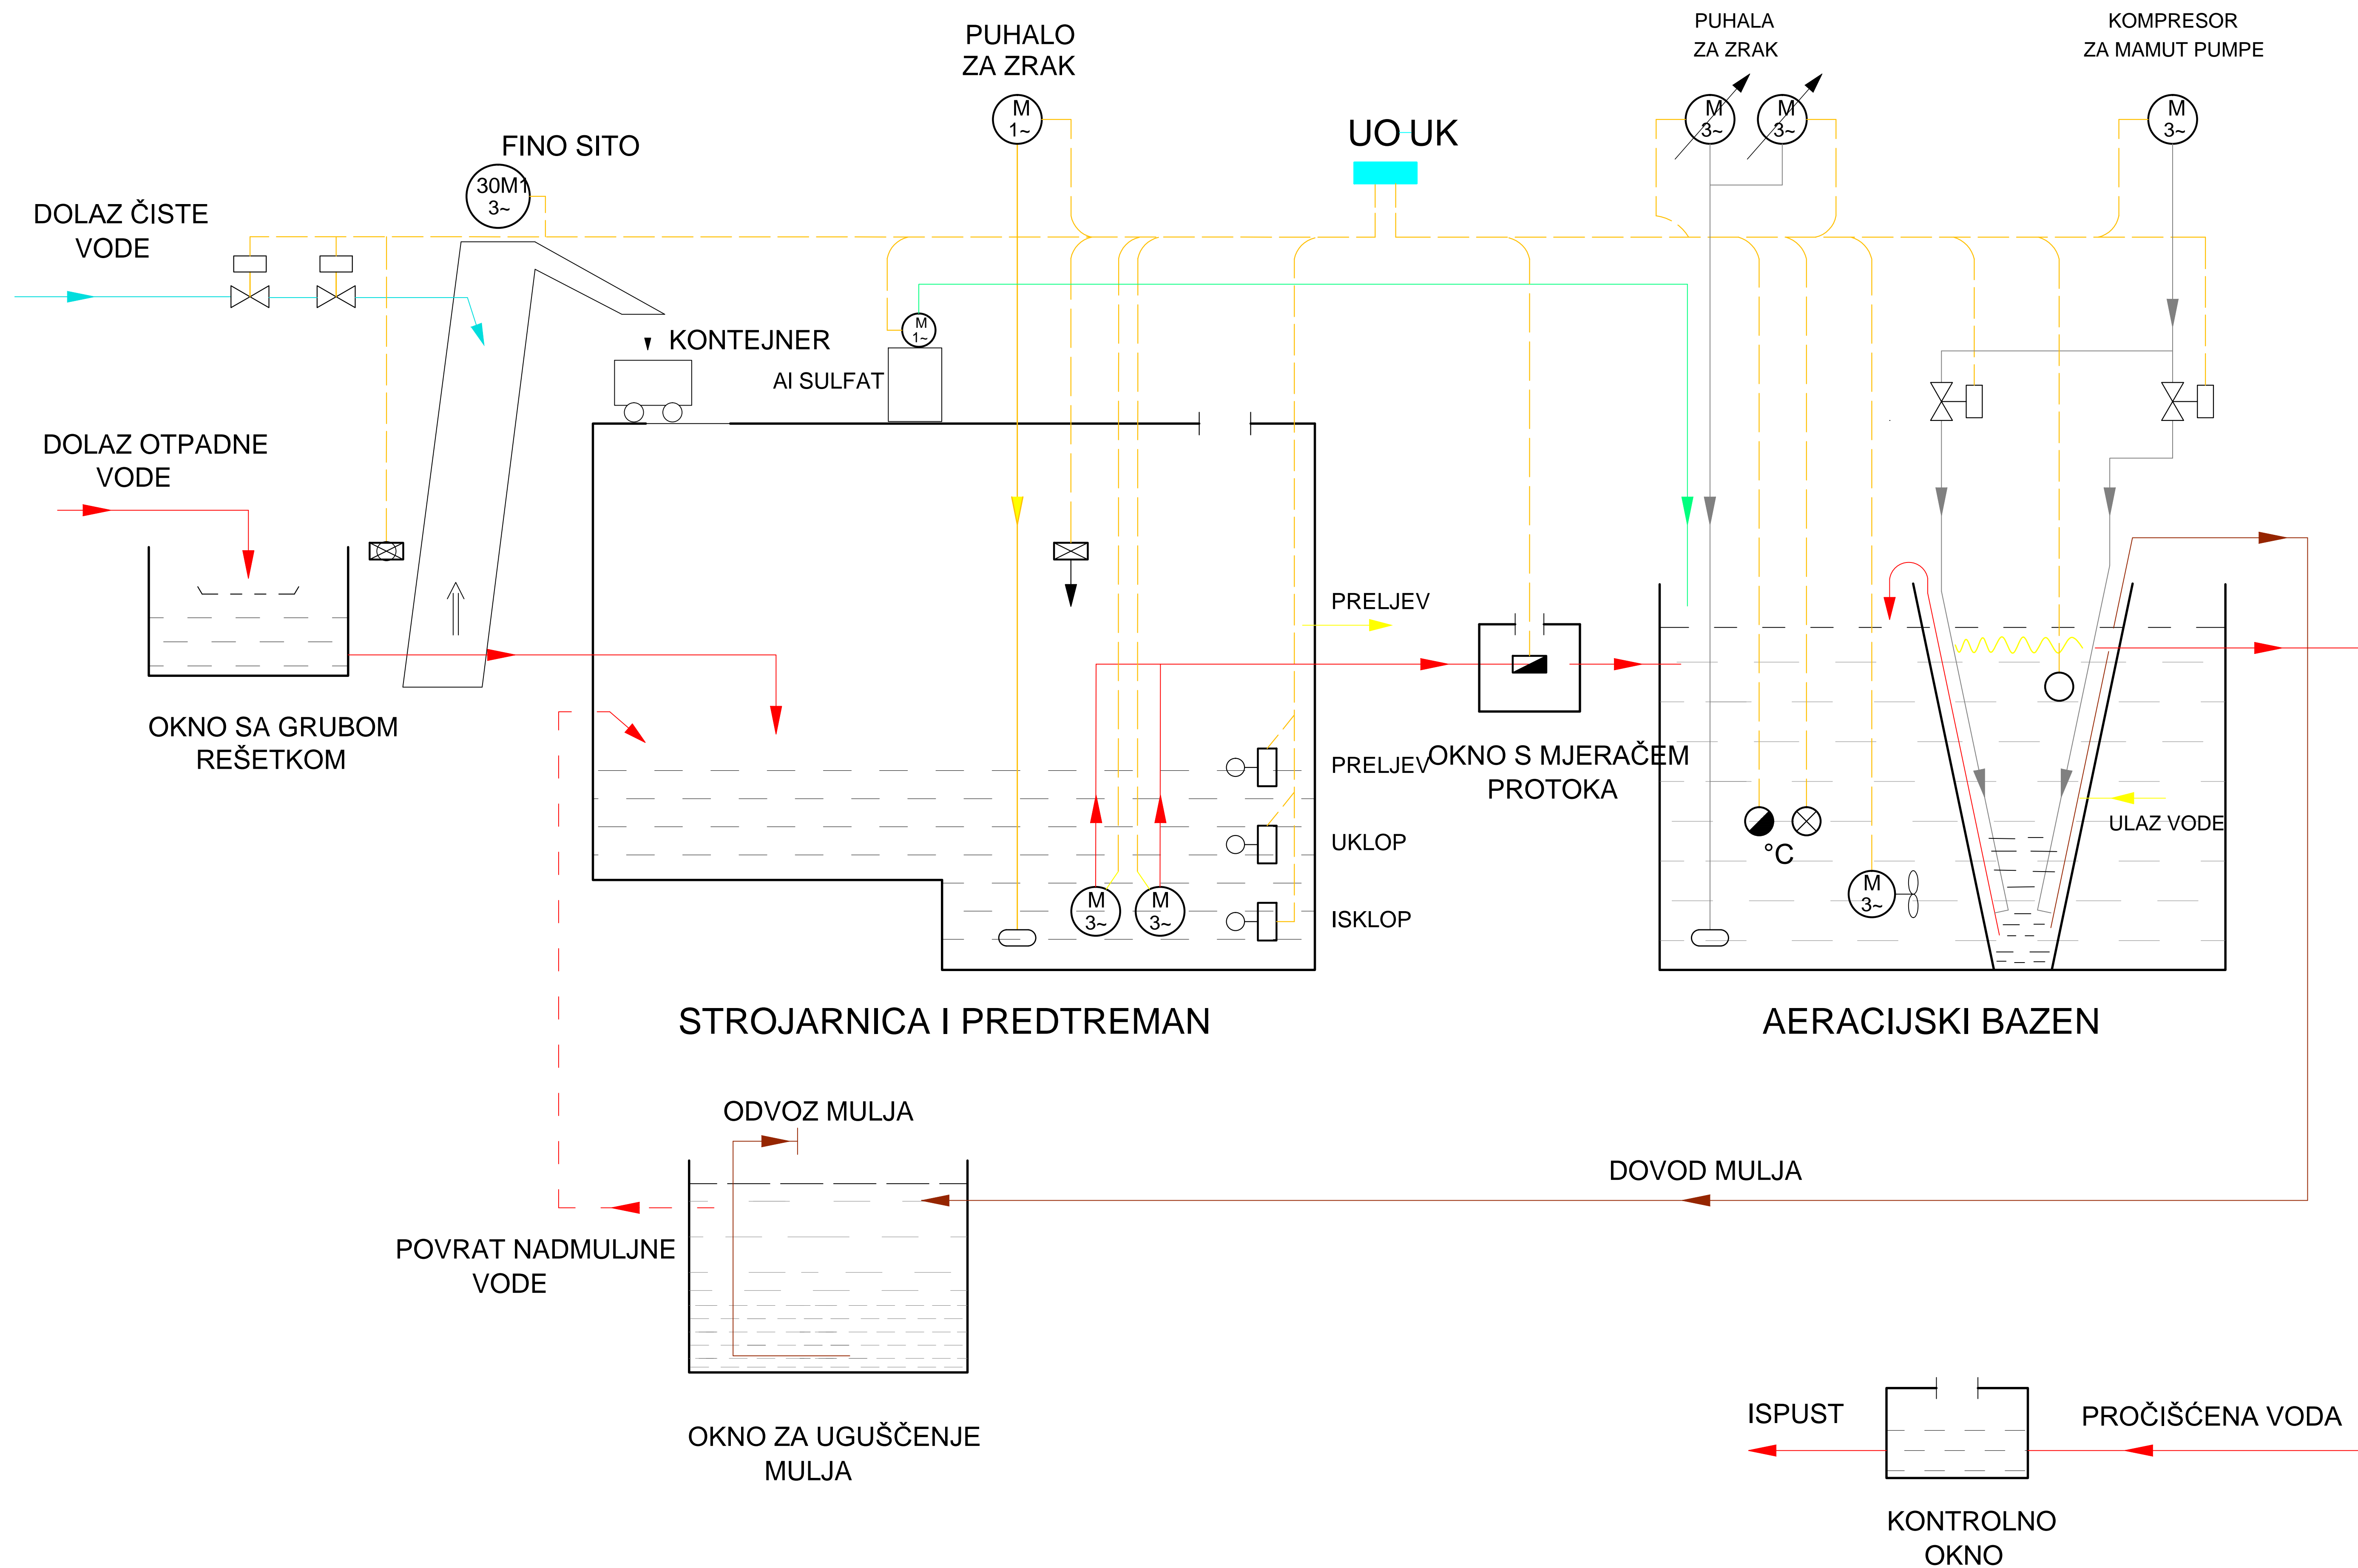 PUHALO
ZA ZRAK
PUHALA
ZA ZRAK
KOMPRESOR
ZA MAMUT PUMPE
M
1~
M
3~
M
3~
M
3~
UO-UK
FINO SITO
30M1
3~
DOLAZ ČISTE
VODE
KONTEJNER
Al SULFAT
M
1~
DOLAZ OTPADNE
VODE
PRELJEV
OKNO SA GRUBOM
REŠETKOM
PRELJEV
OKNO S MJERAČEM
PROTOKA
UKLOP
ULAZ VODE
°C
ISKLOP
M
3~
M
3~
M
3~
STROJARNICA I PREDTREMAN
AERACIJSKI BAZEN
ODVOZ MULJA
DOVOD MULJA
POVRAT NADMULJNE
VODE
OKNO ZA UGUŠČENJE
MULJA
ISPUST
PROČIŠĆENA VODA
KONTROLNO
OKNO